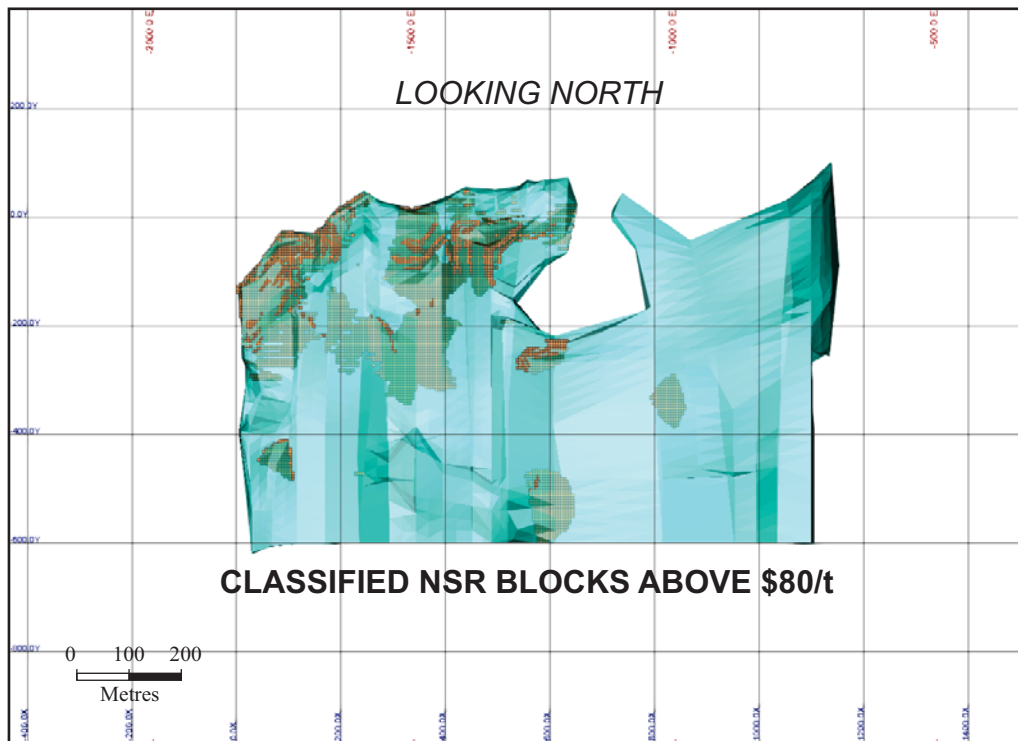 -2000.0 E
-1500.0 E
-1000.0 E
-500.0 E
LOOKING NORTH
200.0Y
0.0Y
-200.0Y
-400.0Y
-600.0Y
CLASSIFIED NSR BLOCKS ABOVE $80/t
-800.0Y
0 100 200
Metres
-400.0X
-200.0X
0.0X
200.0X
400.0X
600.0X
800.0X
1000.0X
1200.0X
1400.0X